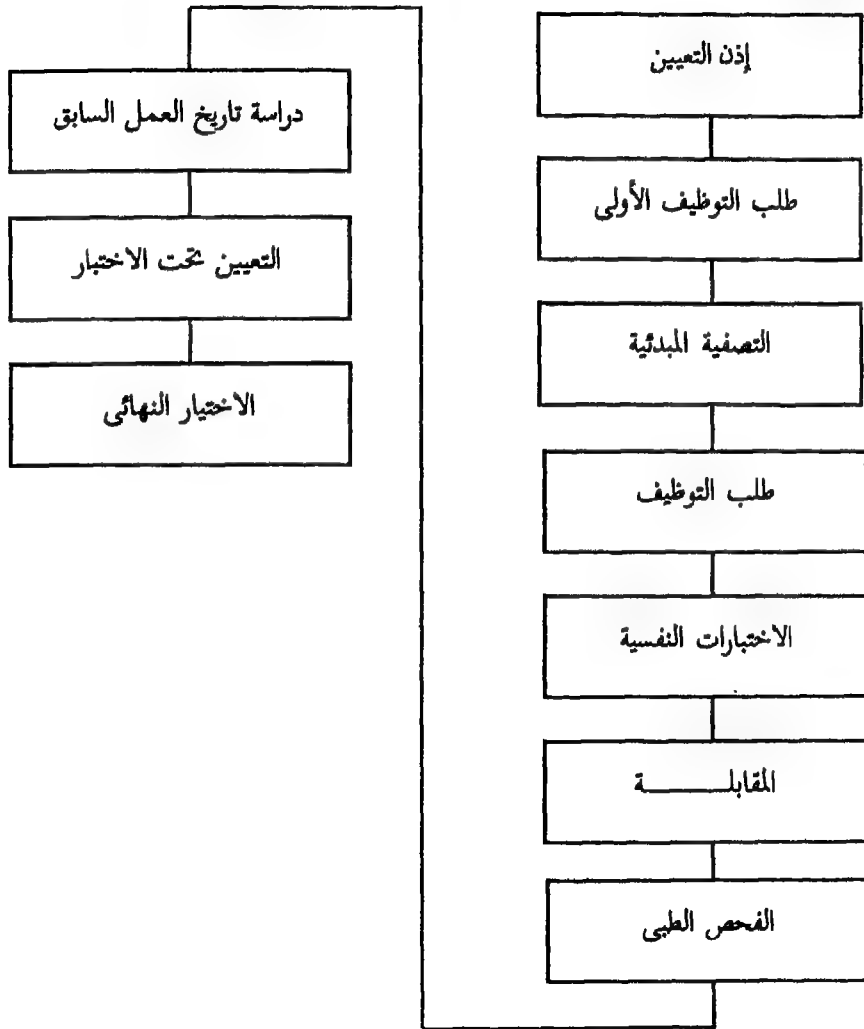 إذن التعيين
طلب التوظيف الأولى
التصفية المبدئية
طلب التوظيف
الاختبارات النفسية
المقابلـــــــة
الفحص الطبى
دراسة تاريخ العمل السابق
التعيين تحت الاختبار
الاختيار النهائى